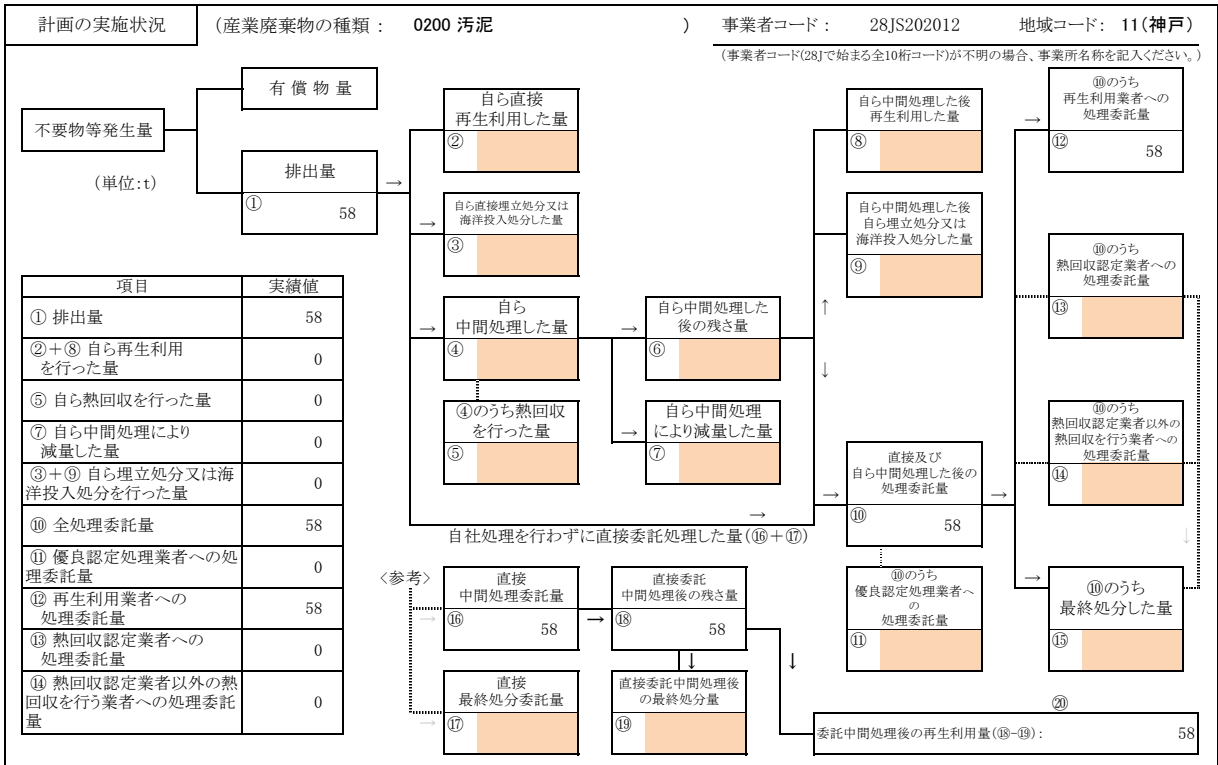 計画の実施状況 (産業廃棄物の種類： 0200 汚泥 ) 事業者コード： 28JS202012 地域コード： 11(神戸)
(事業者コード(28Jで始まる全10桁コード)が不明の場合、事業所名称を記入ください。)
不要物等発生量
(単位:t)
有 償 物 量
排出量
→
① 58
自ら直接
再生利用した量
②
→
自ら直接埋立処分又は
海洋投入処分した量
③
→
自ら
中間処理した量
④
④のうち熱回収
を行った量
⑤
→
自ら中間処理した
後の残さ量
⑥
→
自ら中間処理
により減量した量
⑦
自ら中間処理した後
再生利用した量
⑧
自ら中間処理した後
自ら埋立処分又は
海洋投入処分した量
⑨
↑
↓
→
直接及び
自ら中間処理した後の
処理委託量
⑩ 58
→
⑩のうち
優良認定処理業者へ
の
処理委託量
⑪
→
⑩のうち
再生利用業者への
処理委託量
⑫ 58
⑩のうち
熱回収認定業者への
処理委託量
⑬
⑩のうち
熱回収認定業者以外の
熱回収を行う業者への
処理委託量
⑭
↓
→
⑩のうち
最終処分した量
⑮
→
自社処理を行わずに直接委託処理した量(⑯+⑰)
〈参考〉
→
直接
中間処理委託量
⑯ 58
→
直接委託
中間処理後の残さ量
⑱ 58
→
直接
最終処分委託量
⑰
↓
直接委託中間処理後
の最終処分量
⑲
↓
⑳
委託中間処理後の再生利用量(⑱-⑲)： 58
項目 実績値
① 排出量 58
②+⑧ 自ら再生利用
を行った量 0
⑤ 自ら熱回収を行った量 0
⑦ 自ら中間処理により
減量した量 0
③+⑨ 自ら埋立処分又は海
洋投入処分を行った量 0
⑩ 全処理委託量 58
⑪ 優良認定処理業者への処
理委託量 0
⑫ 再生利用業者への
処理委託量 58
⑬ 熱回収認定業者への
処理委託量 0
⑭ 熱回収認定業者以外の熱
回収を行う業者への処理委託
量 0